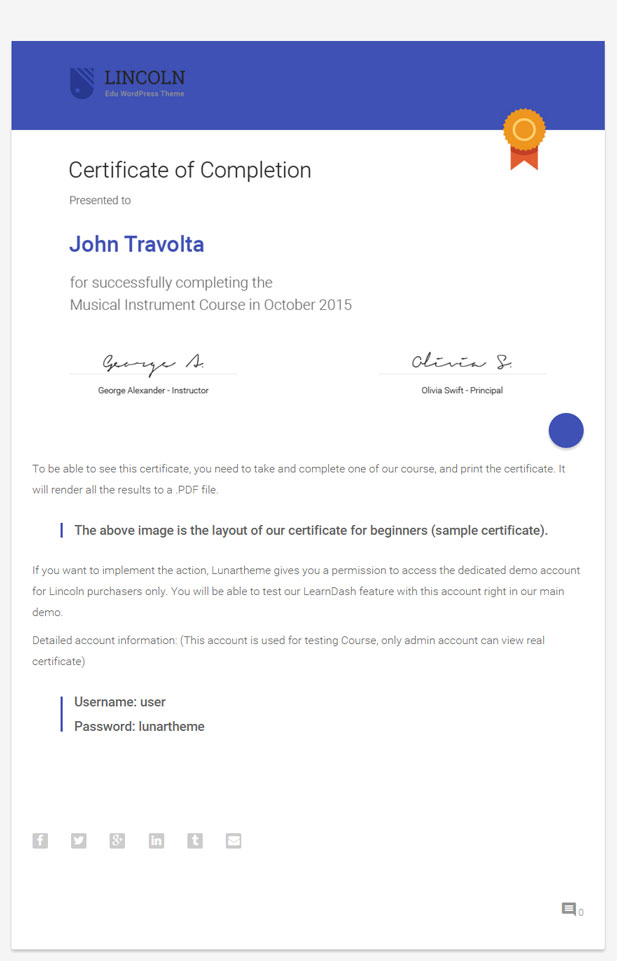 LINCOLN
Edu WordPress Theme
Certificate of Completion
Presented to
John Travolta
for successfully completing the
Musical Instrument Course in October 2015
George A.
Olivia S.
George Alexander - Instructor
Olivia Swift - Principal
To be able to see this certificate, you need to take and complete one of our course, and print the certificate. It
will render all the results to a .PDF file.
The above image is the layout of our certificate for beginners (sample certificate).
If you want to implement the action, Lunartheme gives you a permission to access the dedicated demo account
for Lincoln purchasers only. You will be able to test our LearnDash feature with this account right in our main
demo.
Detailed account information: (This account is used for testing Course, only admin account can view real
certificate)
Username: user
Password: lunartheme
0